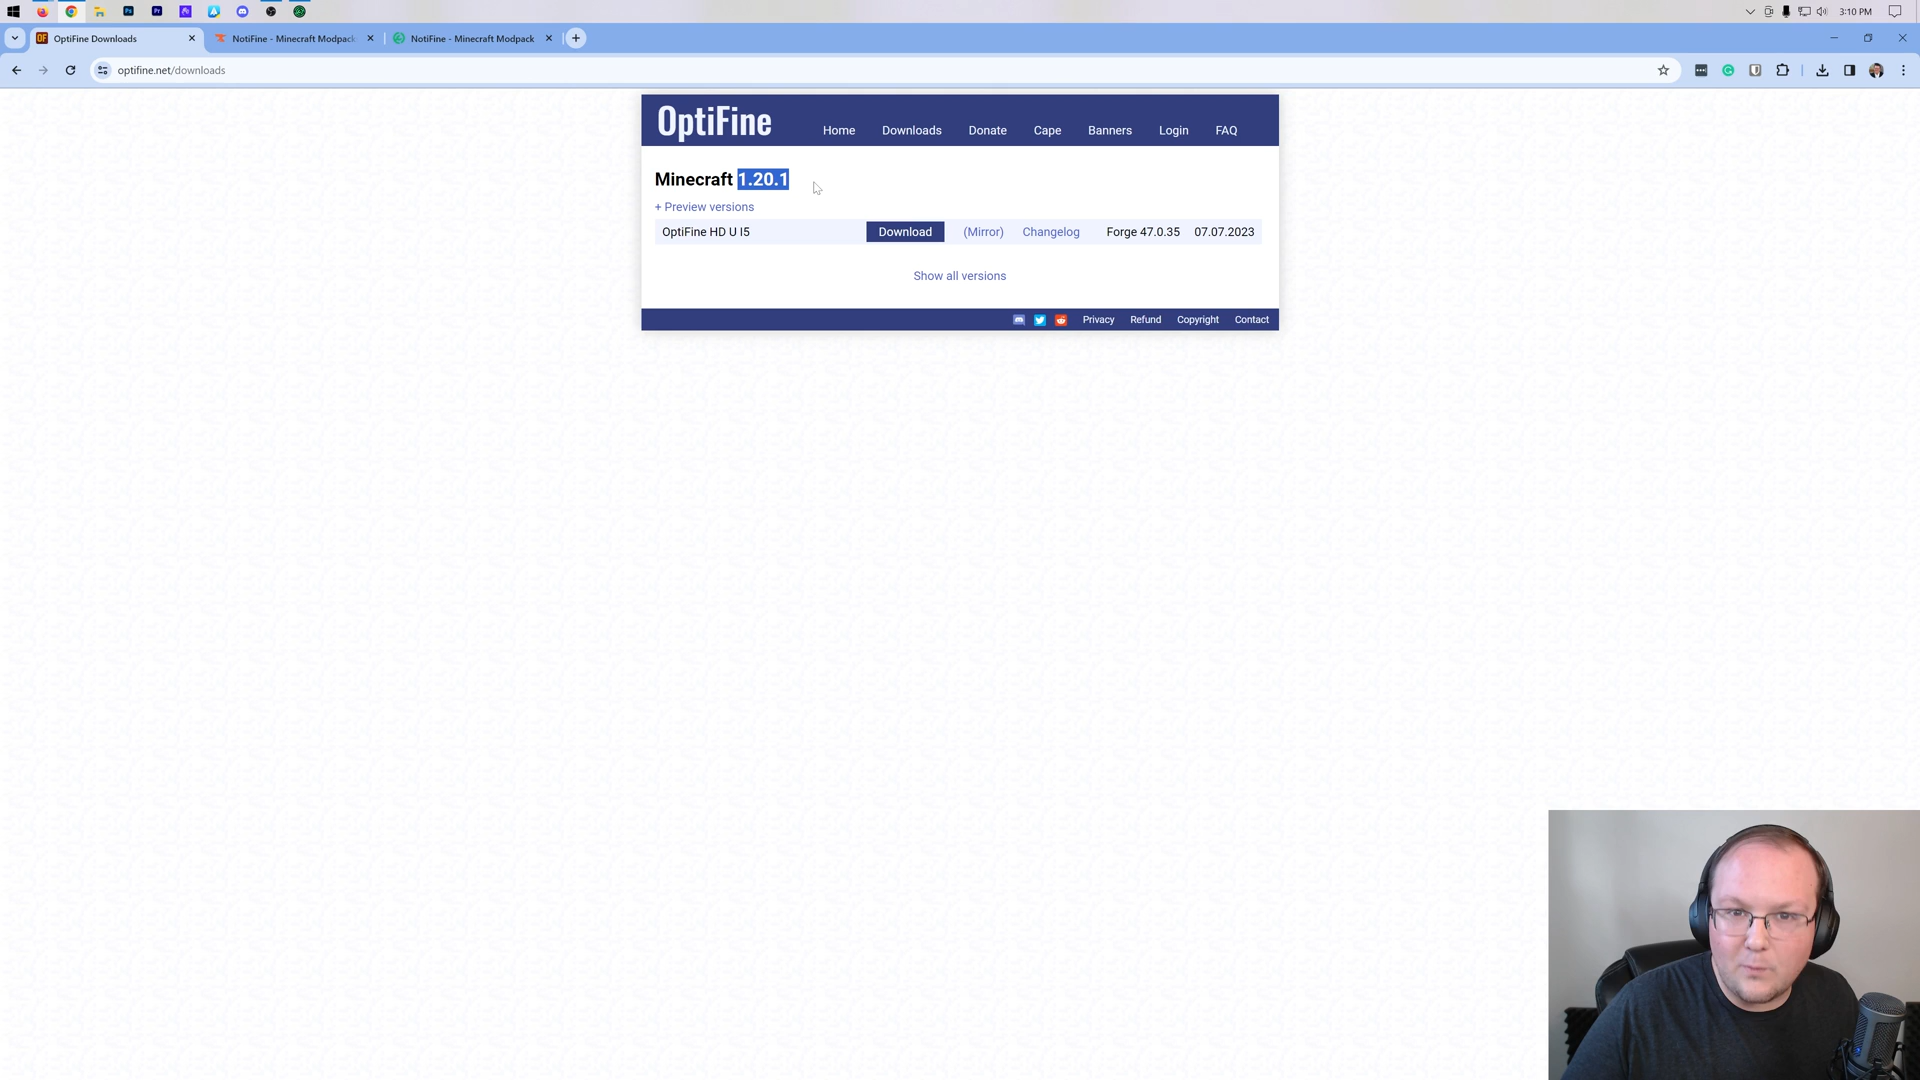 3:10 PM
OptiFine Downloads
NotiFine - Minecraft Modpack
NotiFine - Minecraft Modpack
optifine.net/downloads
OptiFine
Home Downloads Donate Cape Banners Login FAQ
Minecraft 1.20.1
+ Preview versions
OptiFine HD U I5 Download (Mirror) Changelog Forge 47.0.35 07.07.2023
Show all versions
Privacy Refund Copyright Contact